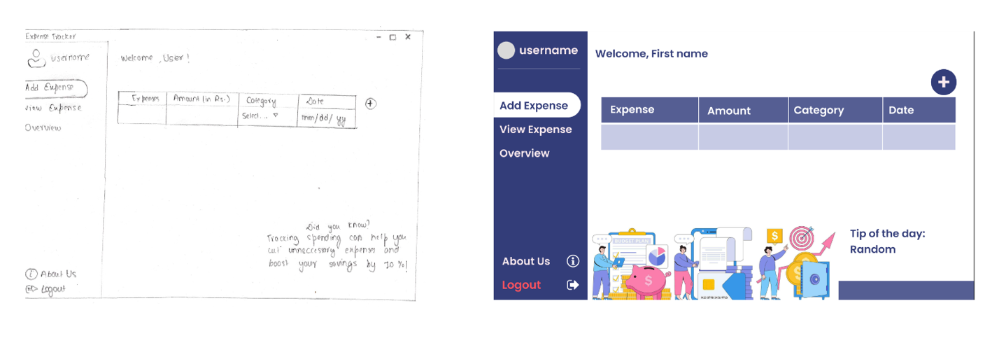 Expense Tracker
username
Welcome, User!
Add Expense
View Expense
Overview
Expenses Amount (in Rs.) Category Date
Select... mm/dd/yy
Did you know?
Tracking spending can help you
cut unneccessary expenses and
boost your savings by 20%!
About Us
Logout
username
Welcome, First name
Add Expense
View Expense
Overview
Expense Amount Category Date
BUDGET PLANE
Tip of the day:
Random
About Us
Logout